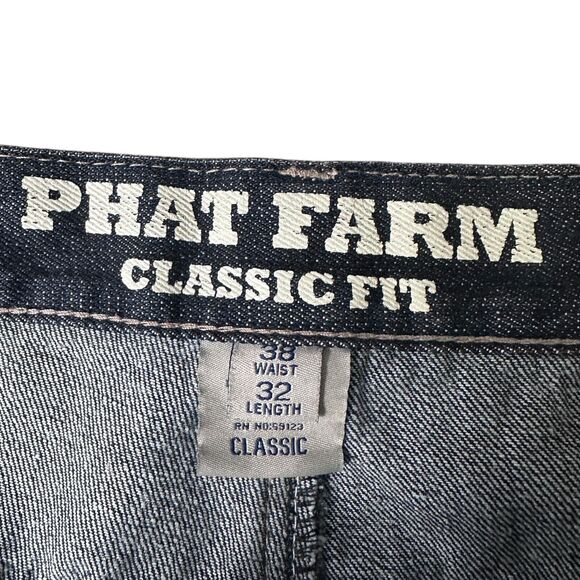 PHAT FARM
CLASSIC FIT
38
WAIST
32
LENGTH
RN NO:59123
CLASSIC